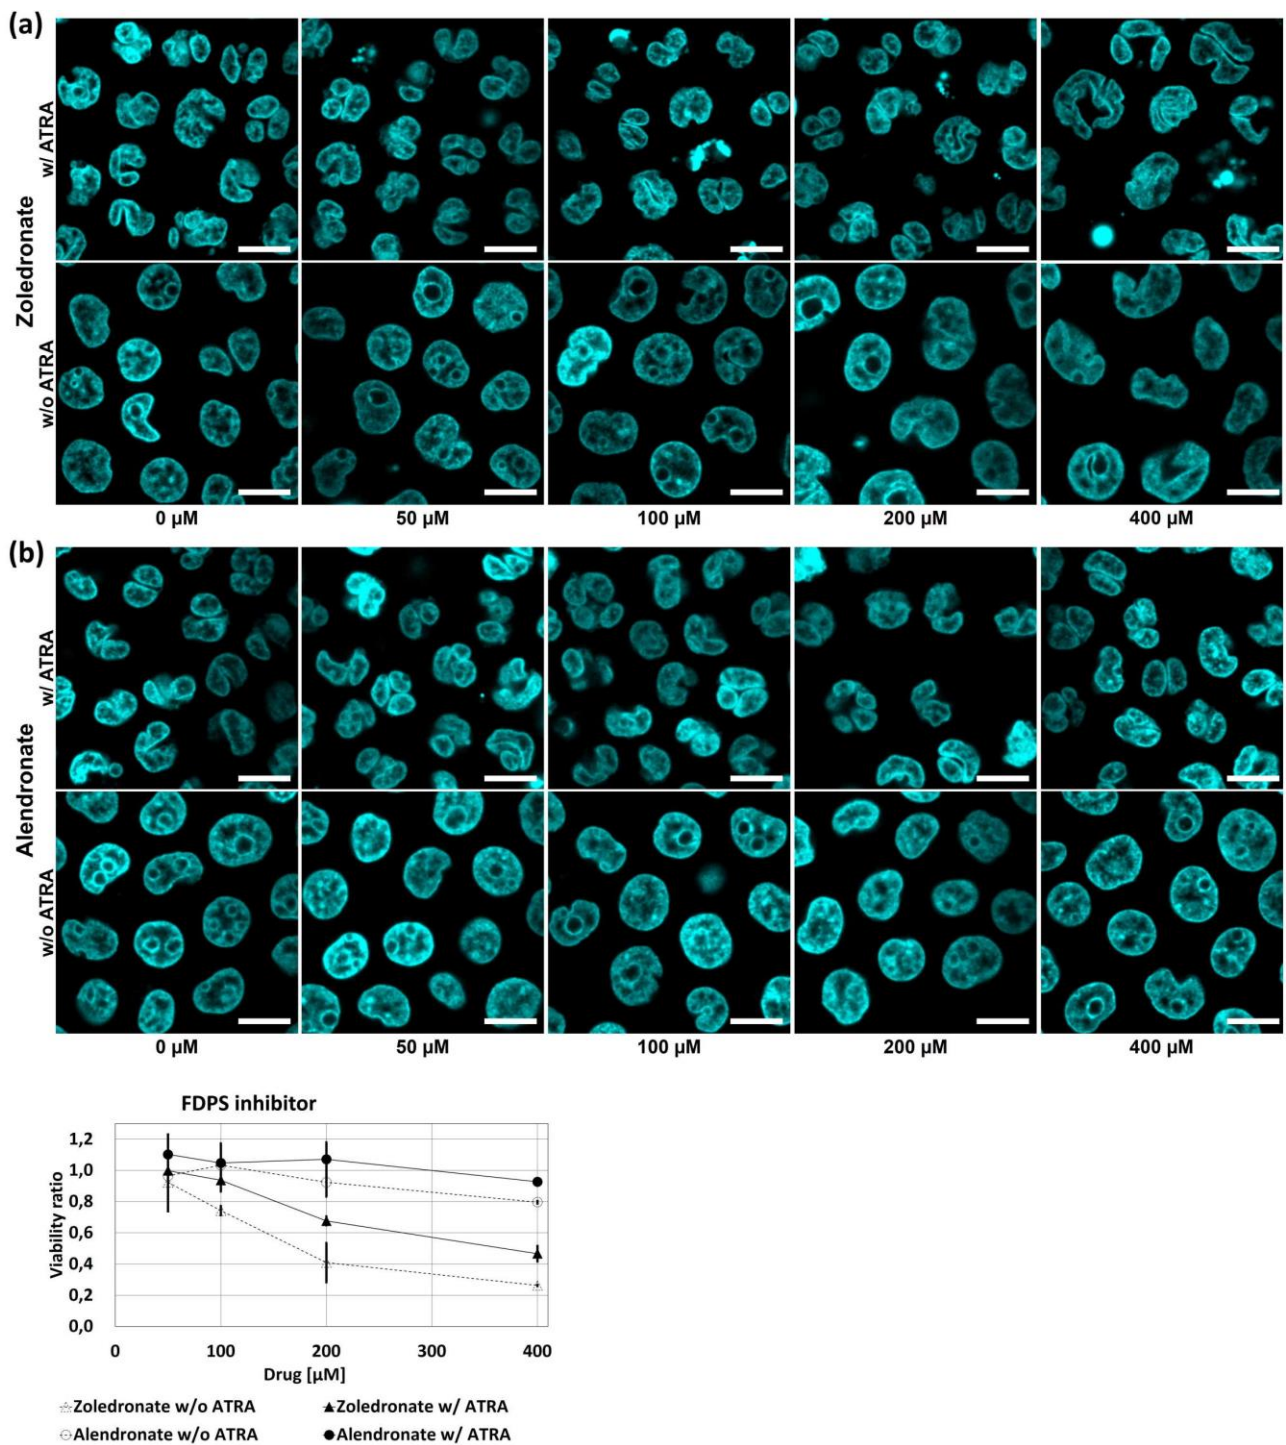 (a)
Zoledronate
w/ ATRA
w/o ATRA
0 µM 50 µM 100 µM 200 µM 400 µM
(b)
Alendronate
w/ ATRA
w/o ATRA
0 µM 50 µM 100 µM 200 µM 400 µM
FDPS inhibitor
Viability ratio
1,2
1,0
0,8
0,6
0,4
0,2
0,0
0 100 200 300 400
Drug [µM]
Zoledronate w/o ATRA Zoledronate w/ ATRA
Alendronate w/o ATRA Alendronate w/ ATRA